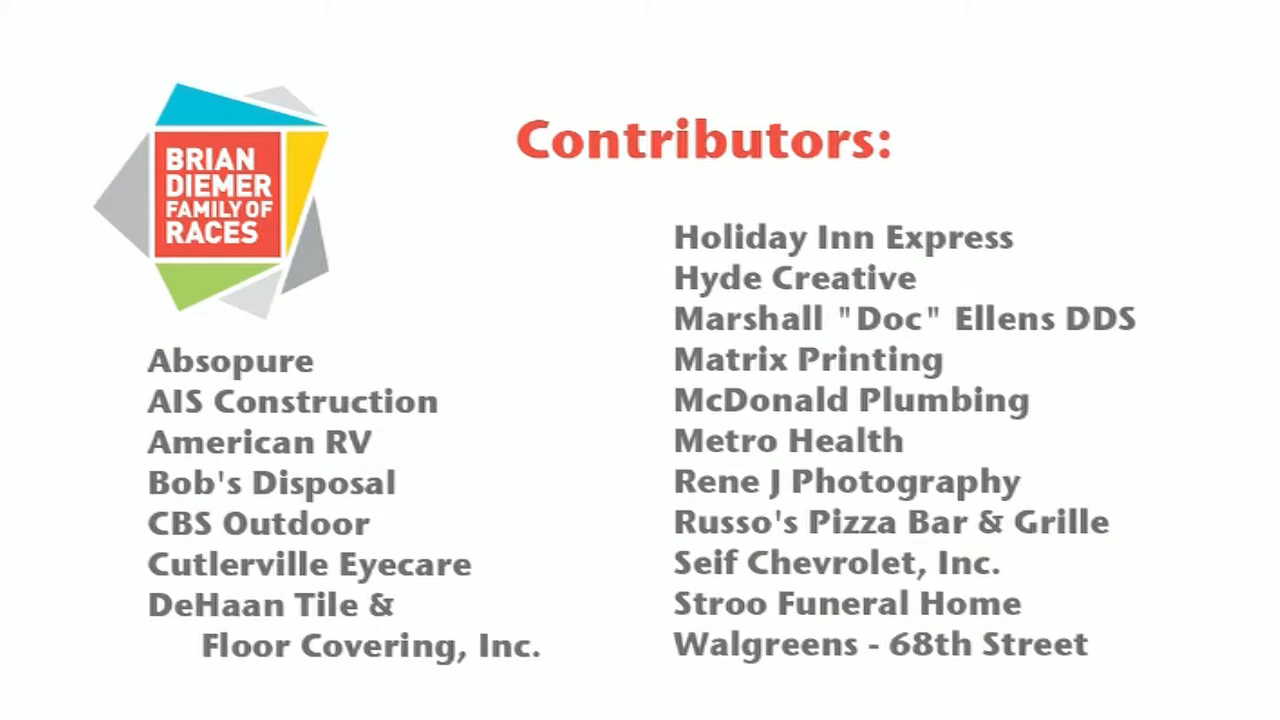 BRIAN
DIEMER
FAMILY OF
RACES
Contributors:
Absopure
AIS Construction
American RV
Bob's Disposal
CBS Outdoor
Cutlerville Eyecare
DeHaan Tile &
Floor Covering, Inc.
Holiday Inn Express
Hyde Creative
Marshall "Doc" Ellens DDS
Matrix Printing
McDonald Plumbing
Metro Health
Rene J Photography
Russo's Pizza Bar & Grille
Seif Chevrolet, Inc.
Stroo Funeral Home
Walgreens - 68th Street